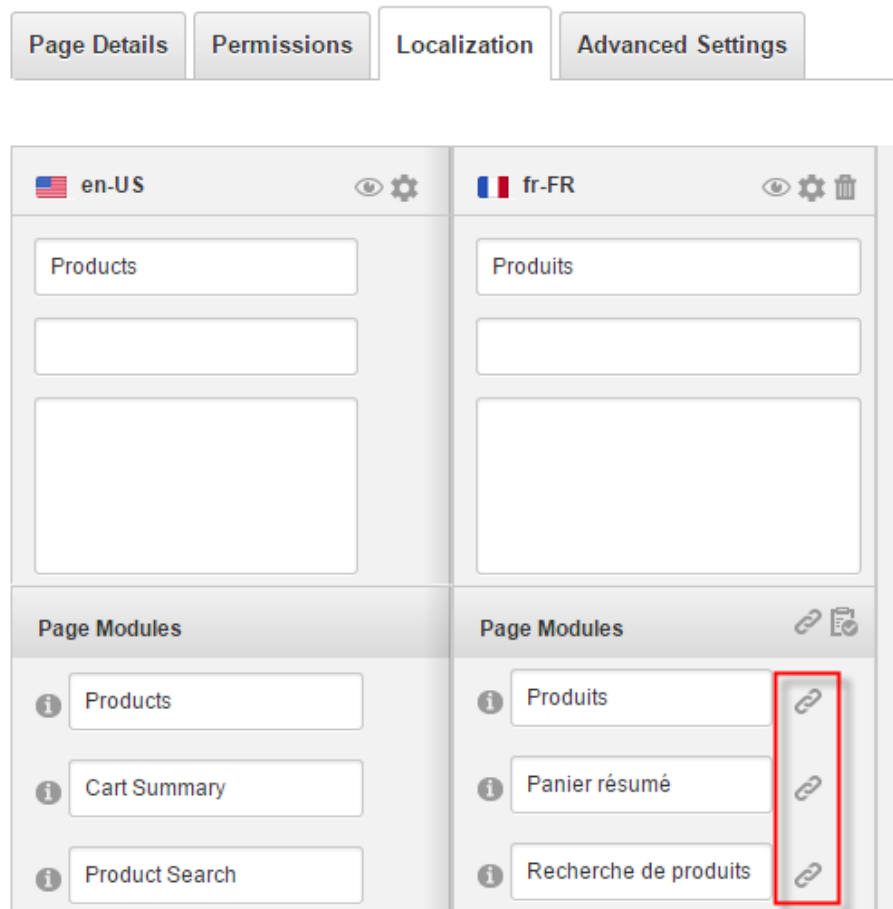 Page Details Permissions Localization Advanced Settings
en-US fr-FR
Products Produits
Page Modules Page Modules
Products Produits
Cart Summary Panier résumé
Product Search Recherche de produits